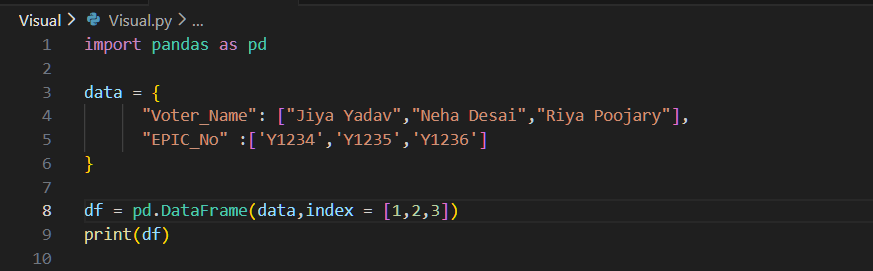 Visual > Visual.py > ...
1 import pandas as pd
2
3 data = {
4 "Voter_Name": ["Jiya Yadav","Neha Desai","Riya Poojary"],
5 "EPIC_No" :['Y1234','Y1235','Y1236']
6 }
7
8 df = pd.DataFrame(data,index = [1,2,3])
9 print(df)
10